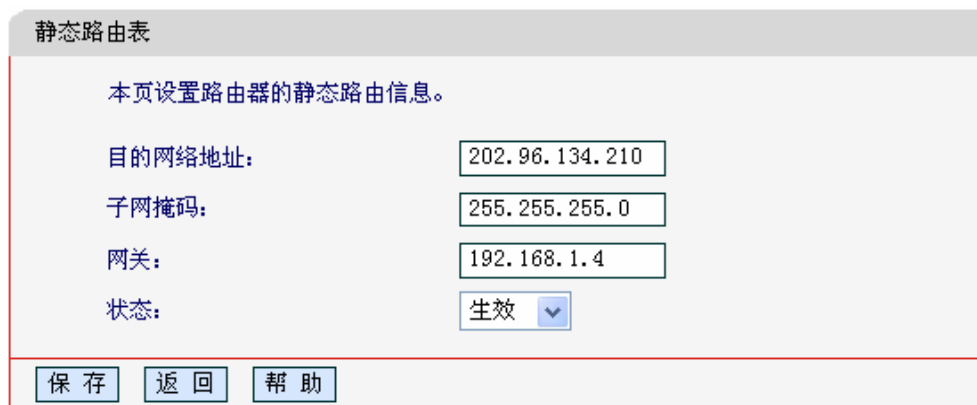 静态路由表
本页设置路由器的静态路由信息。
目的网络地址： 202.96.134.210
子网掩码： 255.255.255.0
网关： 192.168.1.4
状态： 生效
保 存 返 回 帮 助